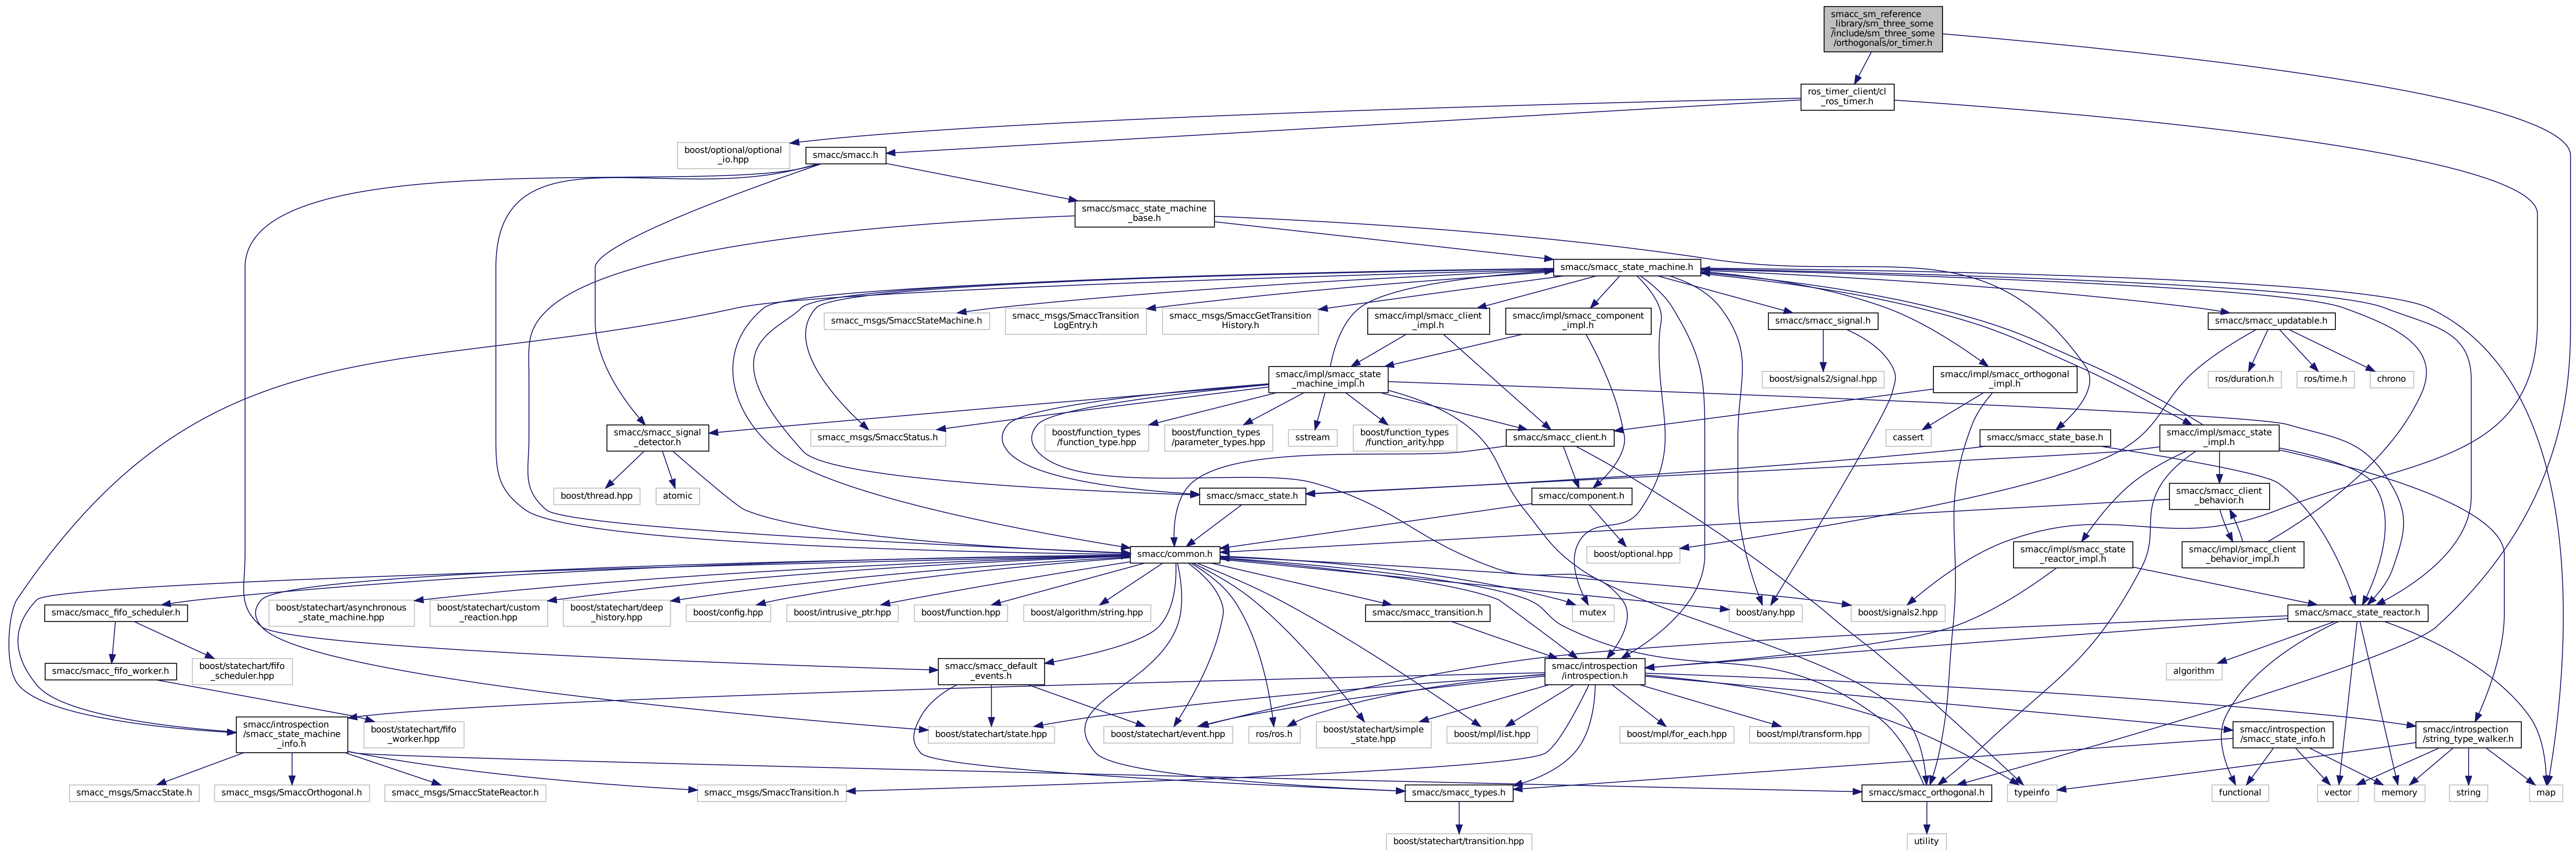 smacc_sm_reference
_library/sm_three_some
/include/sm_three_some
/orthogonals/or_timer.h
ros_timer_client/cl
_ros_timer.h
boost/optional/optional
_io.hpp
smacc/smacc.h
smacc/smacc_state_machine
_base.h
smacc/smacc_state_machine.h
smacc_msgs/SmaccStateMachine.h
smacc_msgs/SmaccTransition
LogEntry.h
smacc_msgs/SmaccGetTransition
History.h
smacc/impl/smacc_client
_impl.h
smacc/impl/smacc_component
_impl.h
smacc/smacc_signal.h
smacc/smacc_updatable.h
smacc/impl/smacc_state
_machine_impl.h
boost/signals2/signal.hpp
smacc/impl/smacc_orthogonal
_impl.h
ros/duration.h
ros/time.h
chrono
smacc/smacc_signal
_detector.h
smacc_msgs/SmaccStatus.h
boost/function_types
/function_type.hpp
boost/function_types
/parameter_types.hpp
sstream
boost/function_types
/function_arity.hpp
smacc/smacc_client.h
cassert
smacc/smacc_state_base.h
smacc/impl/smacc_state
_impl.h
boost/thread.hpp
atomic
smacc/smacc_state.h
smacc/component.h
smacc/smacc_client
_behavior.h
smacc/common.h
boost/optional.hpp
smacc/impl/smacc_state
_reactor_impl.h
smacc/impl/smacc_client
_behavior_impl.h
smacc/smacc_fifo_scheduler.h
boost/statechart/asynchronous
_state_machine.hpp
boost/statechart/custom
_reaction.hpp
boost/statechart/deep
_history.hpp
boost/config.hpp
boost/intrusive_ptr.hpp
boost/function.hpp
boost/algorithm/string.hpp
smacc/smacc_transition.h
mutex
boost/any.hpp
boost/signals2.hpp
smacc/smacc_state_reactor.h
smacc/smacc_fifo_worker.h
boost/statechart/fifo
_scheduler.hpp
smacc/smacc_default
_events.h
smacc/introspection
/introspection.h
algorithm
smacc/introspection
/smacc_state_machine
_info.h
boost/statechart/fifo
_worker.hpp
boost/statechart/state.hpp
boost/statechart/event.hpp
ros/ros.h
boost/statechart/simple
_state.hpp
boost/mpl/list.hpp
boost/mpl/for_each.hpp
boost/mpl/transform.hpp
smacc/introspection
/smacc_state_info.h
smacc/introspection
/string_type_walker.h
smacc_msgs/SmaccState.h
smacc_msgs/SmaccOrthogonal.h
smacc_msgs/SmaccStateReactor.h
smacc_msgs/SmaccTransition.h
smacc/smacc_types.h
smacc/smacc_orthogonal.h
typeinfo
functional
vector
memory
string
map
boost/statechart/transition.hpp
utility